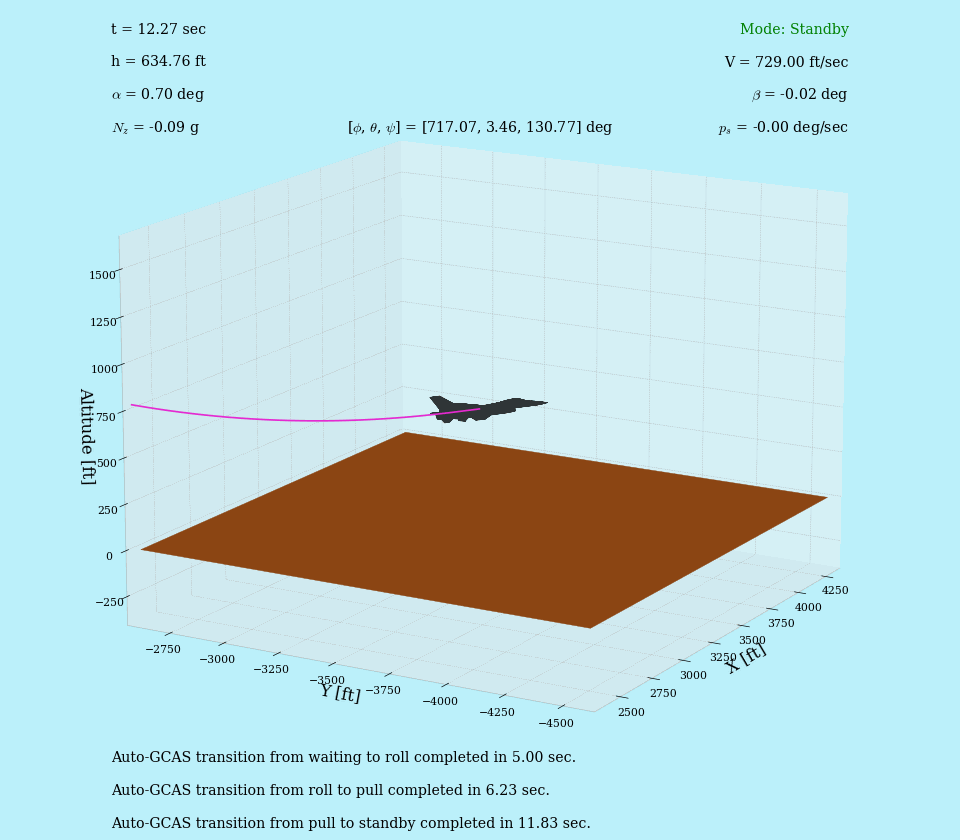 t = 12.27 sec
Mode: Standby
h = 634.76 ft
V = 729.00 ft/sec
α = 0.70 deg
β = -0.02 deg
N_z = -0.09 g
[ϕ, θ, ψ] = [717.07, 3.46, 130.77] deg
p_s = -0.00 deg/sec
1500
1250
1000
750
500
250
0
−250
Altitude [ft]
−2750
−3000
−3250
−3500
−3750
−4000
−4250
−4500
Y [ft]
2500
2750
3000
3250
3500
3750
4000
4250
X [ft]
Auto-GCAS transition from waiting to roll completed in 5.00 sec.
Auto-GCAS transition from roll to pull completed in 6.23 sec.
Auto-GCAS transition from pull to standby completed in 11.83 sec.